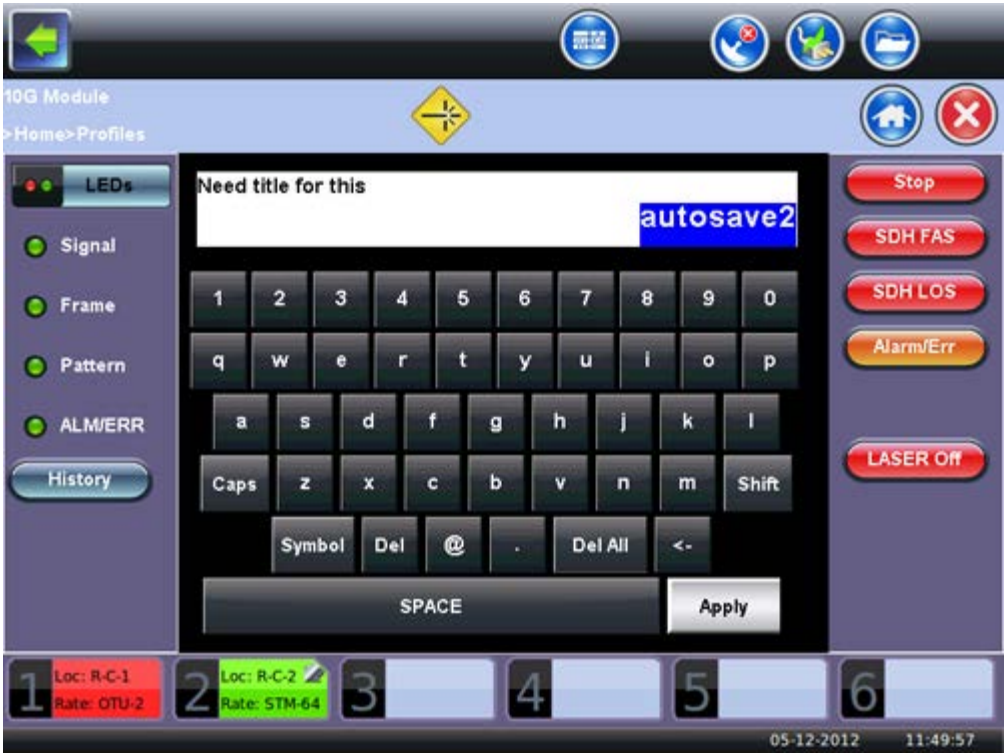 10G Module
>Home>Profiles
LEDs
Signal
Frame
Pattern
ALM/ERR
History
Need title for this
autosave2
1 2 3 4 5 6 7 8 9 0
q w e r t y u i o p
a s d f g h j k l
Caps z x c b v n m Shift
Symbol Del @ . Del All <-
SPACE Apply
Stop
SDH FAS
SDH LOS
Alarm/Err
LASER Off
1 Loc: R-C-1
Rate: OTU-2
2 Loc: R-C-2
Rate: STM-64
3 4 5 6
05-12-2012 11:49:57